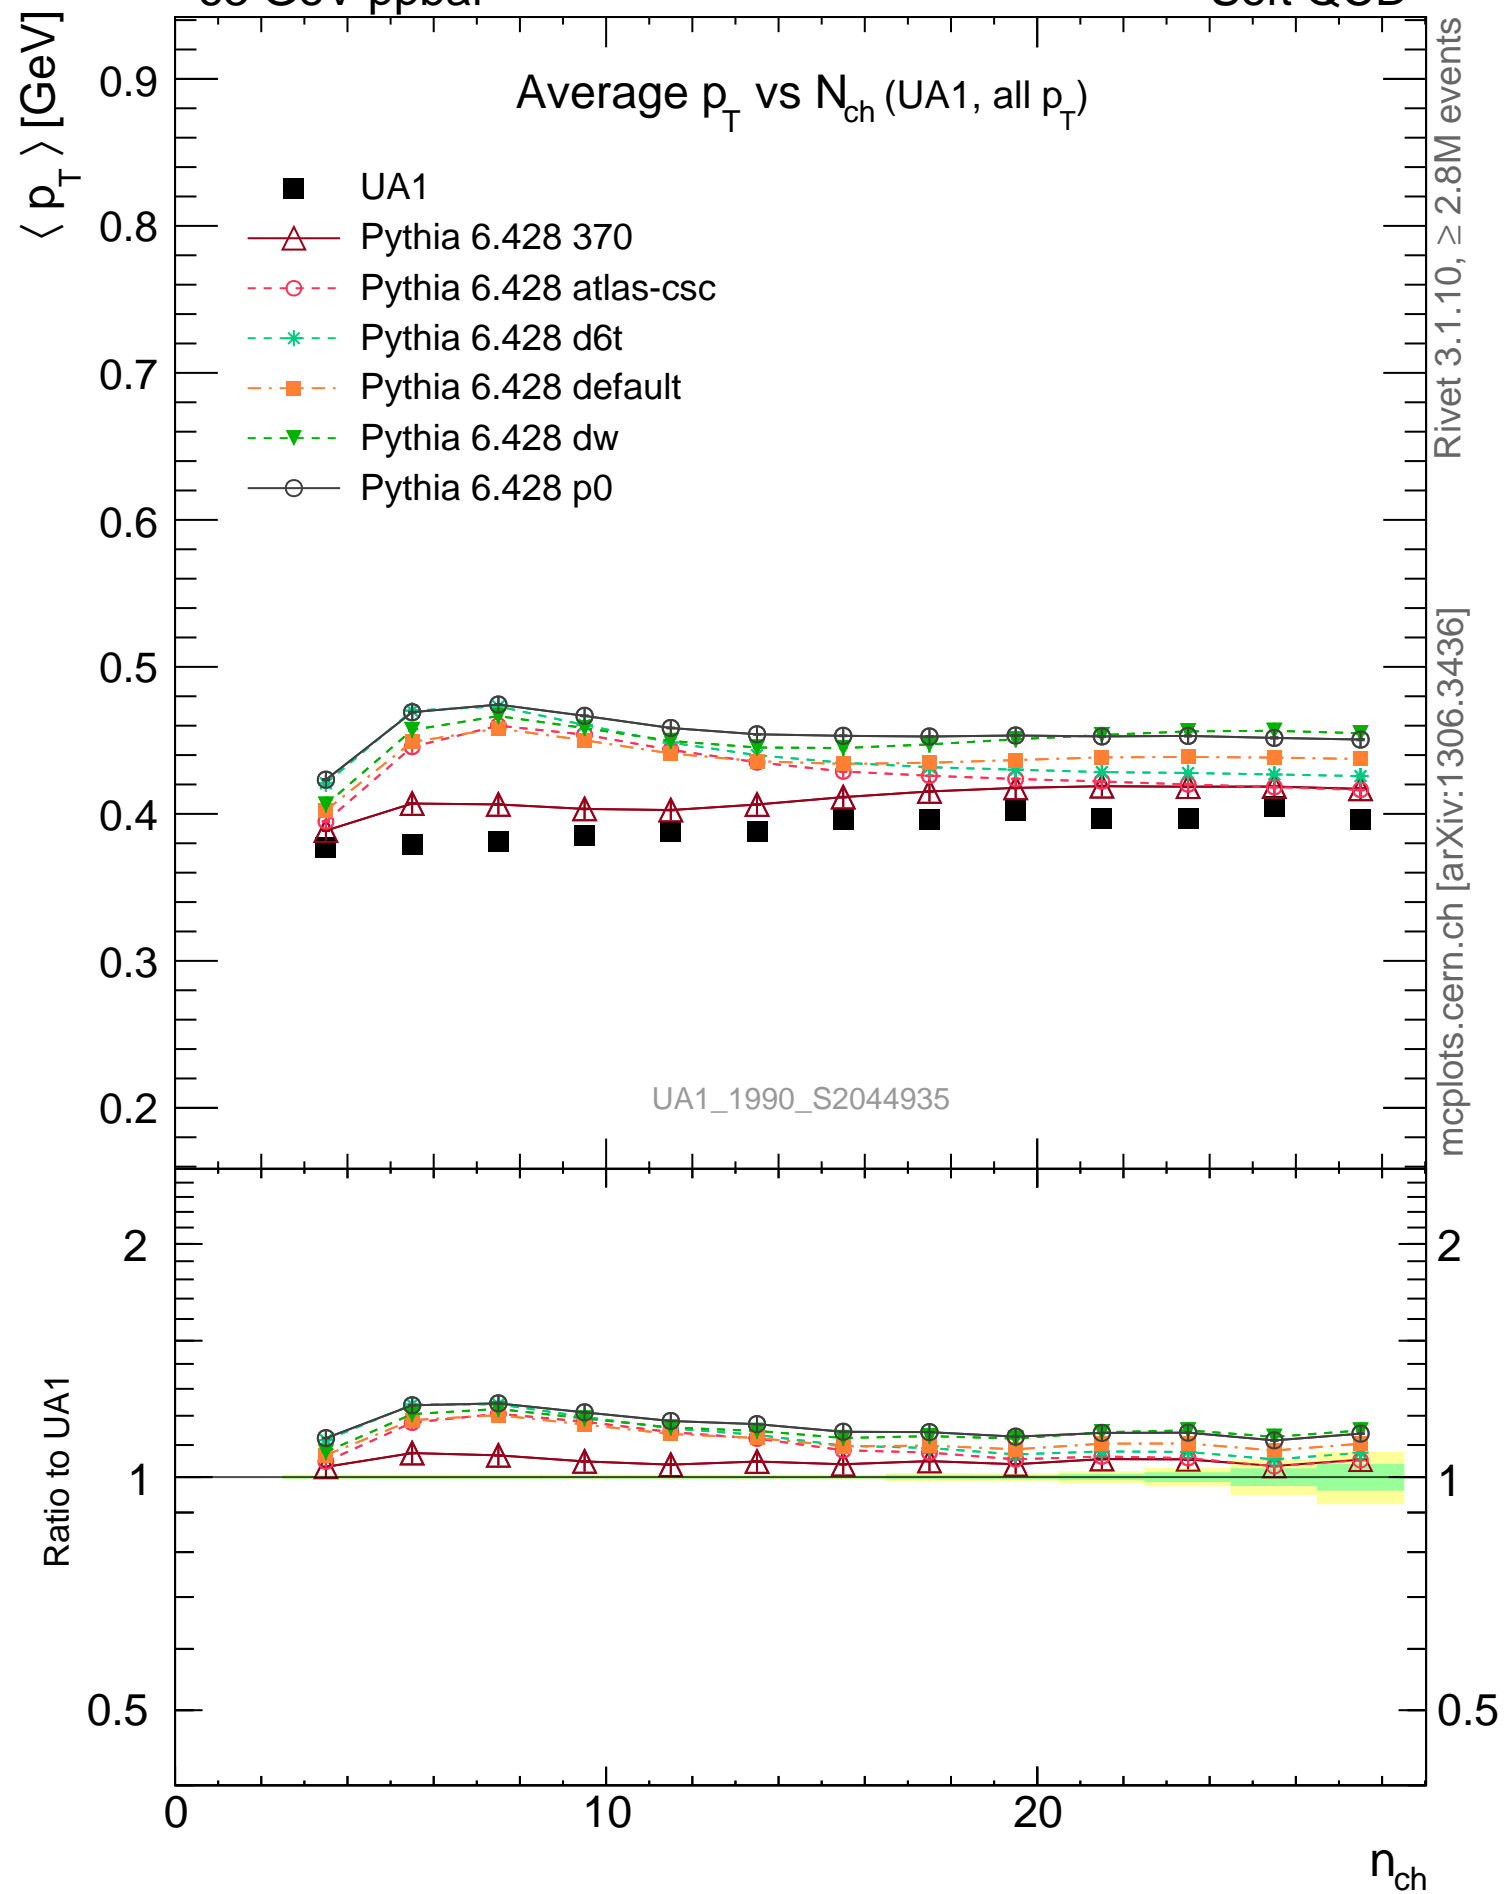 ppbar
⟨ p_T ⟩ [GeV]
Average p_T vs N_ch (UA1, all p_T)
UA1
Pythia 6.428 370
Pythia 6.428 atlas-csc
Pythia 6.428 d6t
Pythia 6.428 default
Pythia 6.428 dw
Pythia 6.428 p0
0.9
0.8
0.7
0.6
0.5
0.4
0.3
0.2
UA1_1990_S2044935
Rivet 3.1.10, ≥ 2.8M events
mcplots.cern.ch [arXiv:1306.3436]
Ratio to UA1
2
1
0.5
2
1
0.5
0
10
20
n_ch